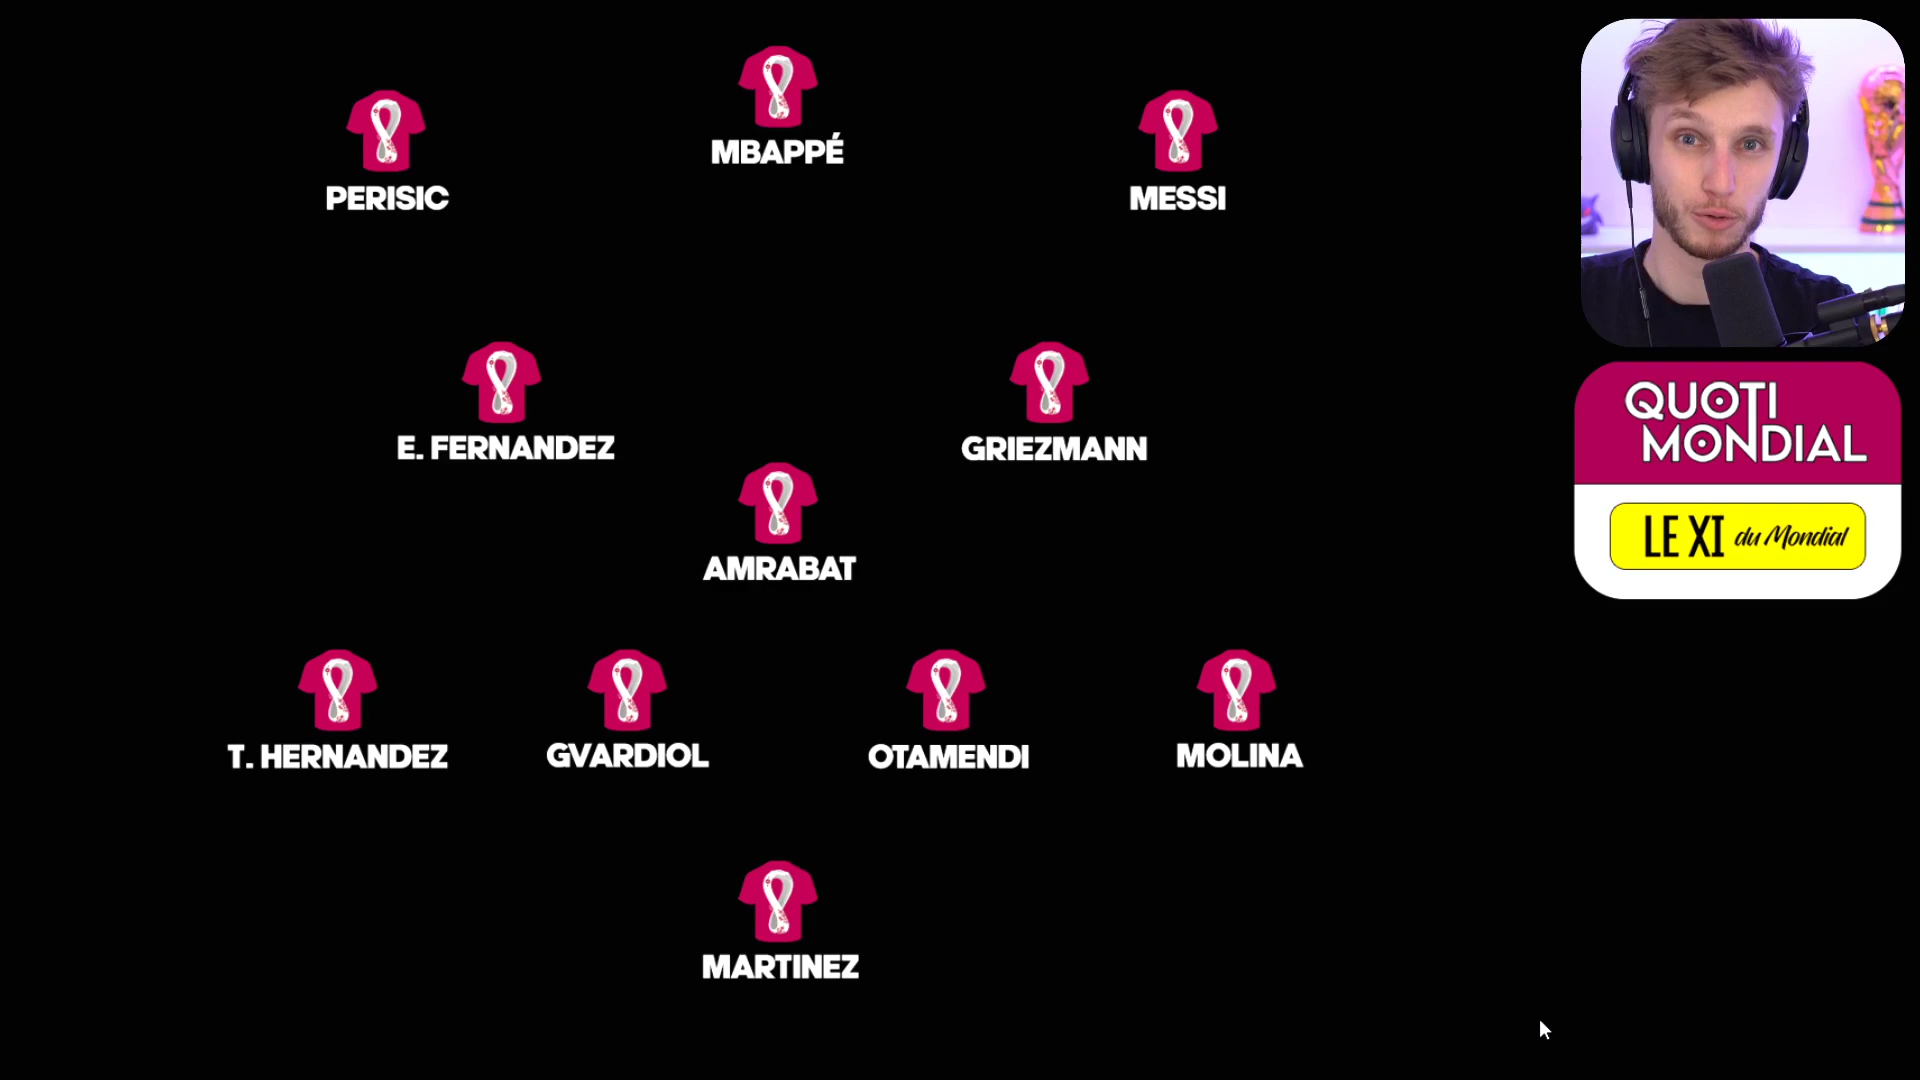 MBAPPÉ
PERISIC
MESSI
E. FERNANDEZ
GRIEZMANN
AMRABAT
T. HERNANDEZ
GVARDIOL
OTAMENDI
MOLINA
MARTINEZ
QUOTI
MONDIAL
LE XI du Mondial